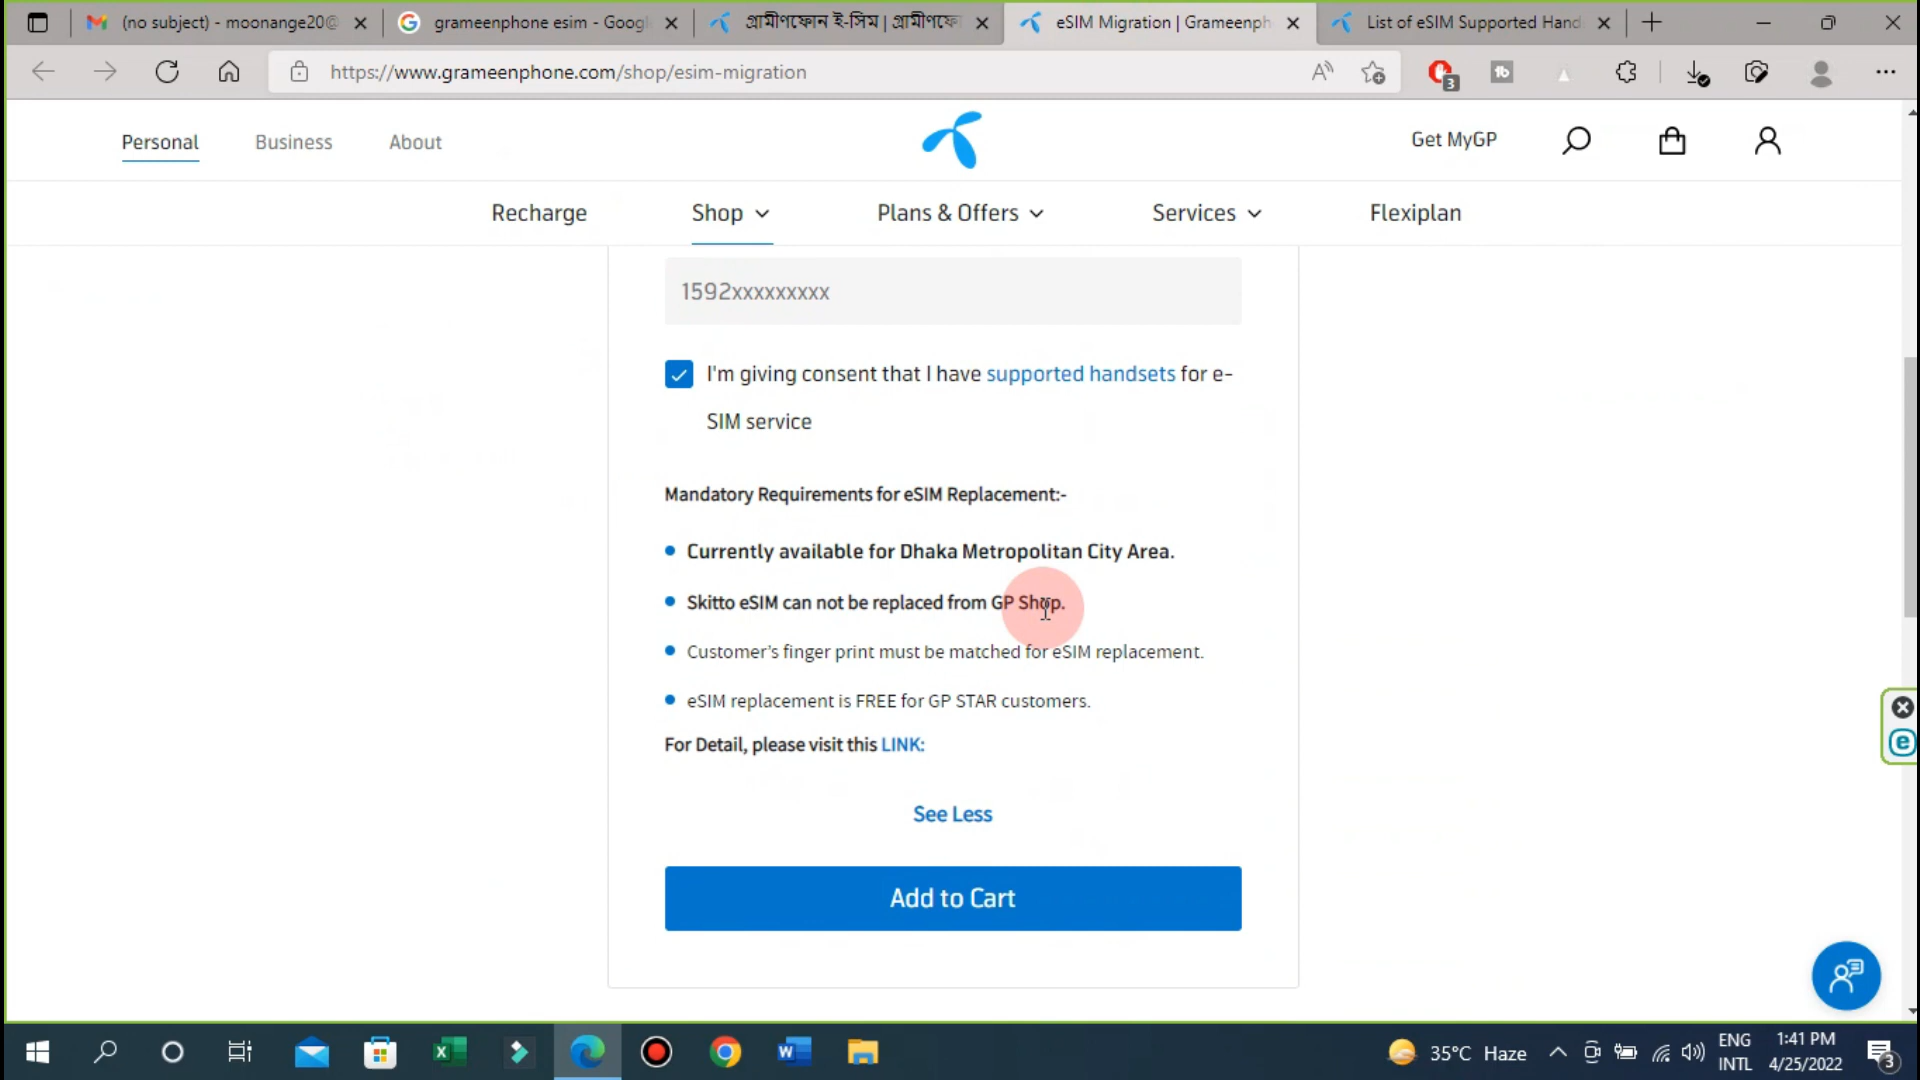 (no subject) - moonange20@
grameenphone esim - Googl
গ্রামীণফোন ই-সিম | গ্রামীণফো
eSIM Migration | Grameenph
List of eSIM Supported Hand
https://www.grameenphone.com/shop/esim-migration
3
Personal
Business
About
Get MyGP
Recharge
Shop
Plans & Offers
Services
Flexiplan
1592xxxxxxxxx
I'm giving consent that I have supported handsets for e-
SIM service
Mandatory Requirements for eSIM Replacement:-
Currently available for Dhaka Metropolitan City Area.
Skitto eSIM can not be replaced from GP Shop.
Customer's finger print must be matched for eSIM replacement.
eSIM replacement is FREE for GP STAR customers.
For Detail, please visit this LINK:
See Less
Add to Cart
35°C Haze
ENG
INTL
1:41 PM
4/25/2022
3